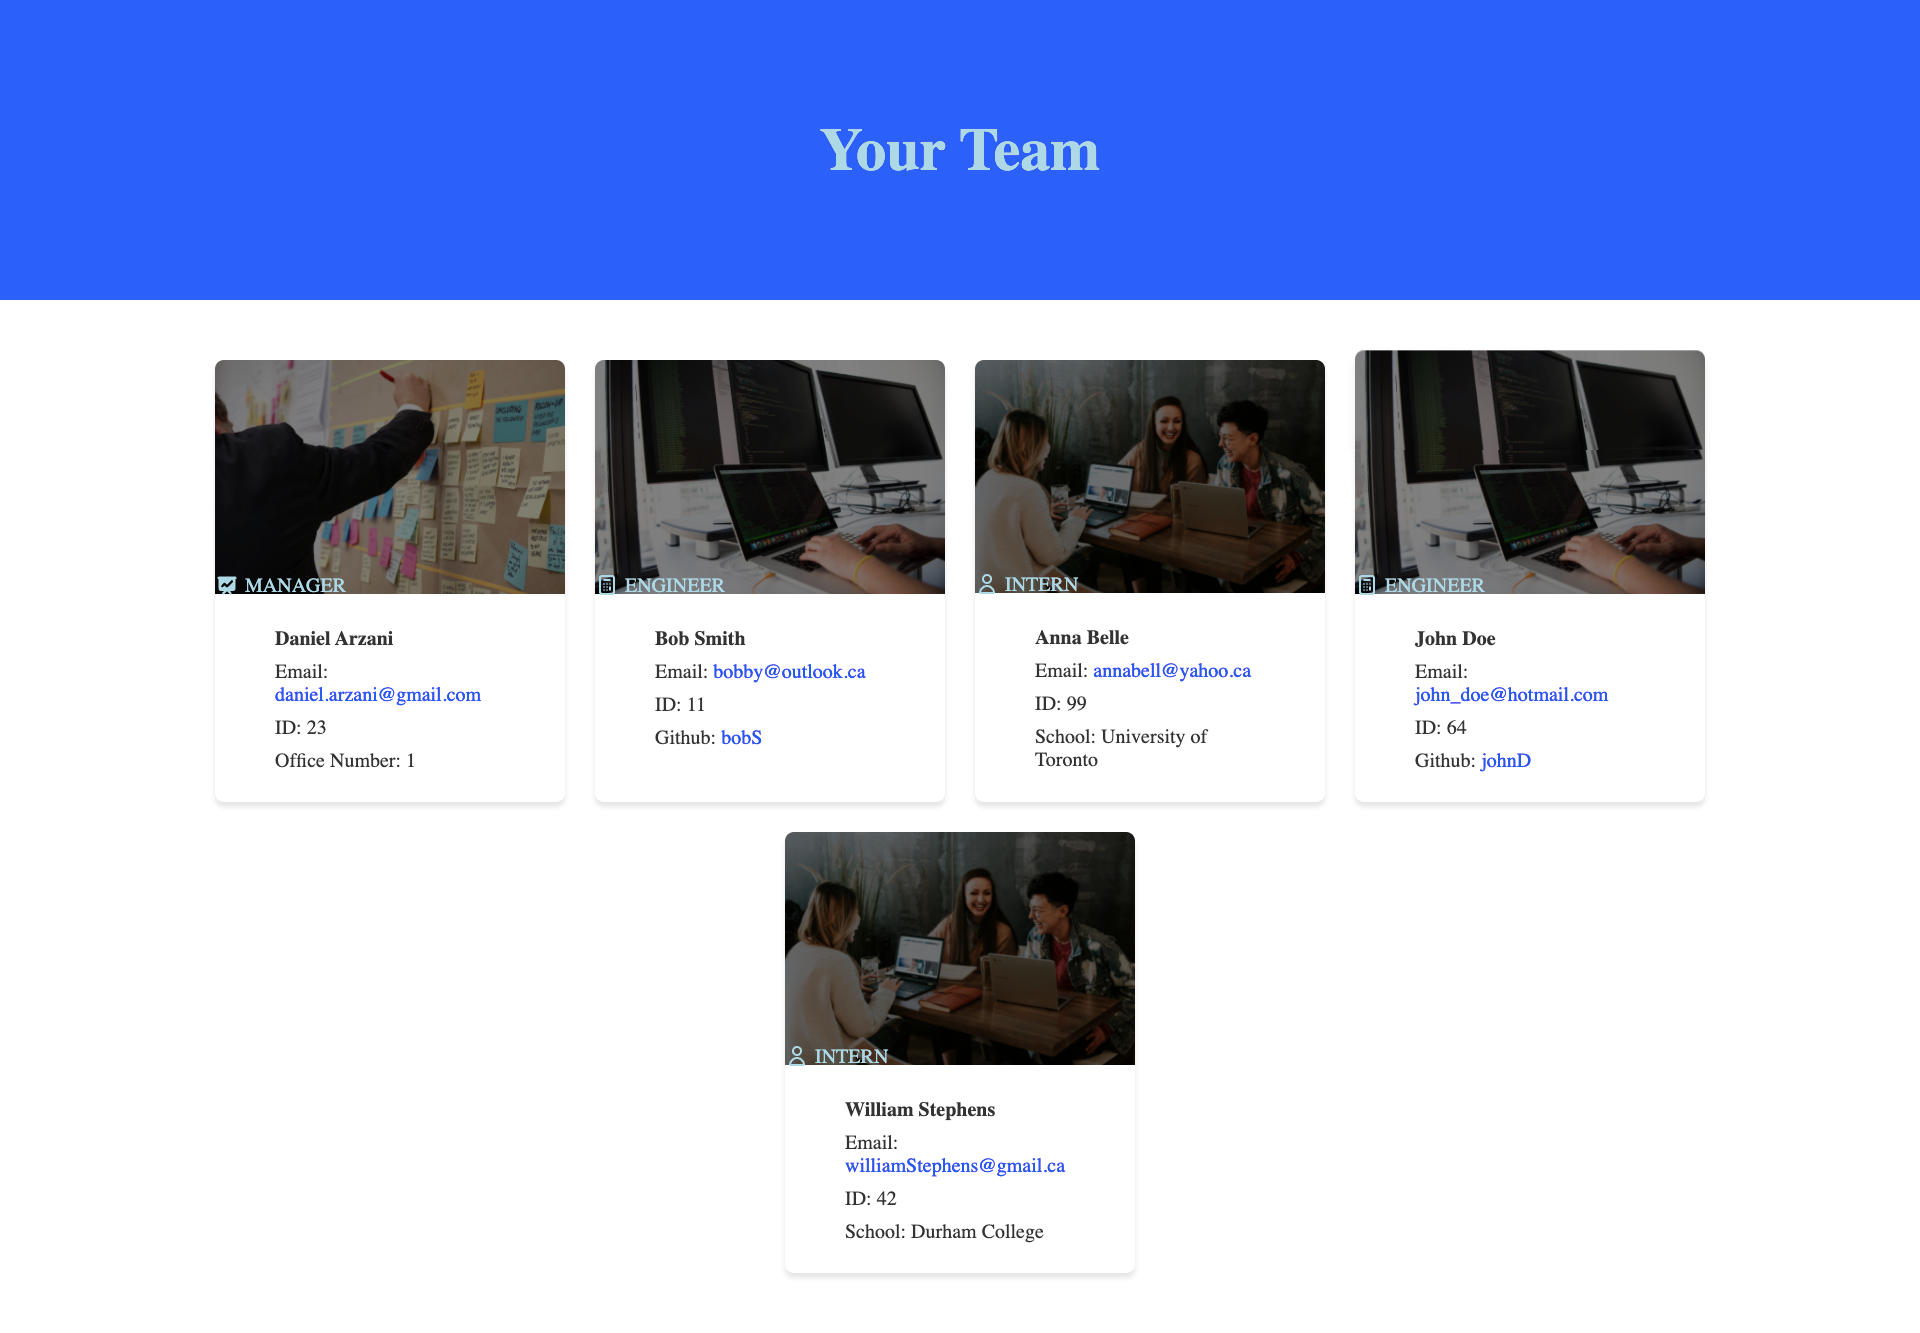 Your Team
MANAGER
Daniel Arzani
Email:
daniel.arzani@gmail.com
ID: 23
Office Number: 1
ENGINEER
Bob Smith
Email: bobby@outlook.ca
ID: 11
Github: bobS
INTERN
Anna Belle
Email: annabell@yahoo.ca
ID: 99
School: University of
Toronto
ENGINEER
John Doe
Email:
john_doe@hotmail.com
ID: 64
Github: johnD
INTERN
William Stephens
Email:
williamStephens@gmail.ca
ID: 42
School: Durham College